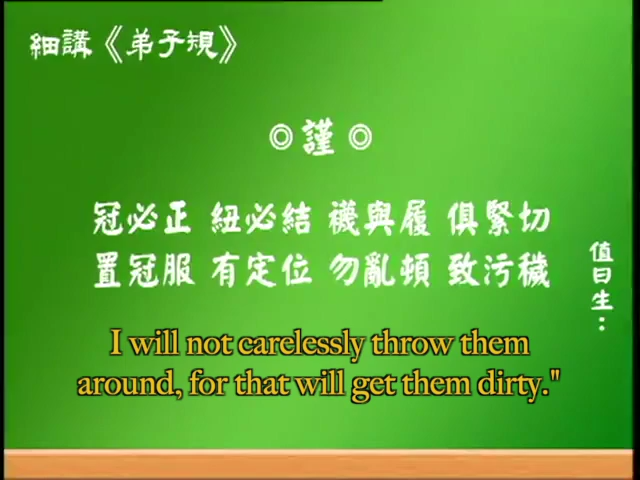 細講《弟子規》
◎謹◎
冠必正 紐必結 襪與履 俱緊切
置冠服 有定位 勿亂頓 致污穢
值日生：
I will not carelessly throw them
around, for that will get them dirty."